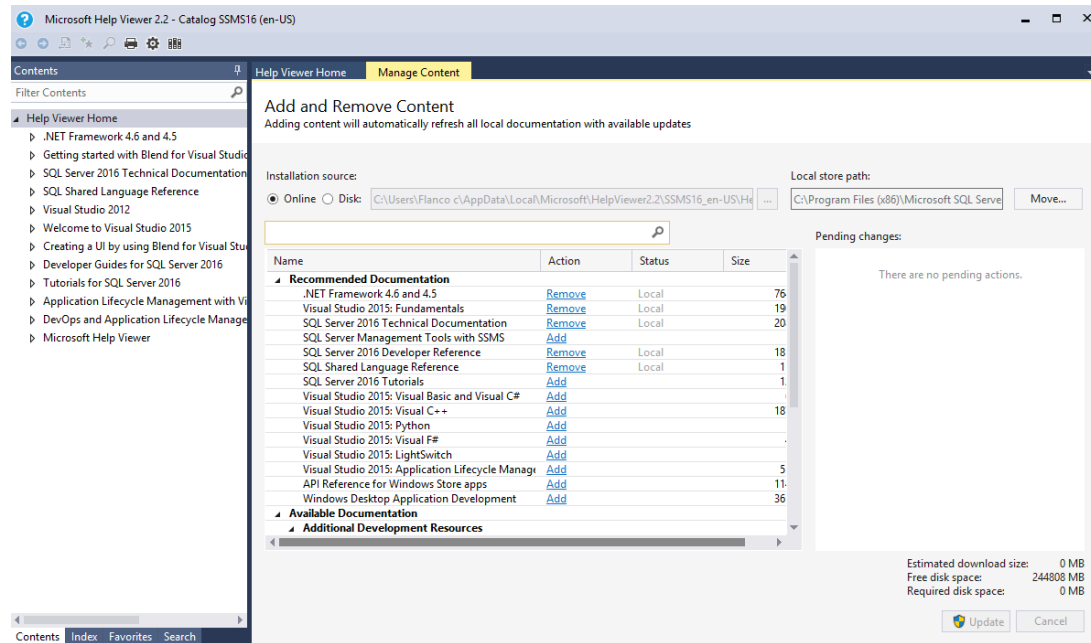 Microsoft Help Viewer 2.2 - Catalog SSMS16 (en-US)
Contents
Help Viewer Home
Manage Content
Filter Contents
Help Viewer Home
.NET Framework 4.6 and 4.5
Getting started with Blend for Visual Studio
SQL Server 2016 Technical Documentation
SQL Shared Language Reference
Visual Studio 2012
Welcome to Visual Studio 2015
Creating a UI by using Blend for Visual Stu
Developer Guides for SQL Server 2016
Tutorials for SQL Server 2016
Application Lifecycle Management with Vi
DevOps and Application Lifecycle Manage
Microsoft Help Viewer
Add and Remove Content
Adding content will automatically refresh all local documentation with available updates
Installation source:
Local store path:
Online Disk: C:\Users\Flanco c\AppData\Local\Microsoft\HelpViewer2.2\SSMS16_en-US\He ... C:\Program Files (x86)\Microsoft SQL Serve Move...
Pending changes:
There are no pending actions.
Name Action Status Size
Recommended Documentation
.NET Framework 4.6 and 4.5 Remove Local 76
Visual Studio 2015: Fundamentals Remove Local 19
SQL Server 2016 Technical Documentation Remove Local 20
SQL Server Management Tools with SSMS Add
SQL Server 2016 Developer Reference Remove Local 18
SQL Shared Language Reference Remove Local 1
SQL Server 2016 Tutorials Add 1
Visual Studio 2015: Visual Basic and Visual C# Add
Visual Studio 2015: Visual C++ Add 18
Visual Studio 2015: Python Add
Visual Studio 2015: Visual F# Add
Visual Studio 2015: LightSwitch Add
Visual Studio 2015: Application Lifecycle Manage Add 5
API Reference for Windows Store apps Add 11
Windows Desktop Application Development Add 36
Available Documentation
Additional Development Resources
Estimated download size: 0 MB
Free disk space: 244808 MB
Required disk space: 0 MB
Update Cancel
Contents Index Favorites Search